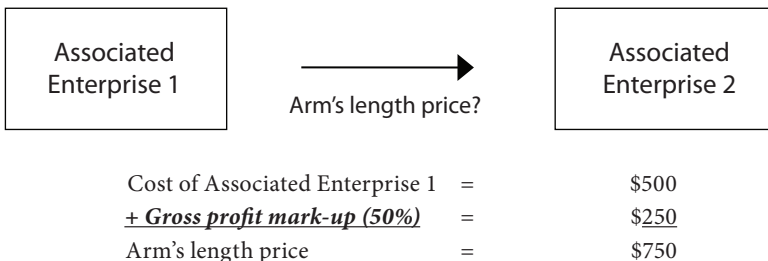 Associated
Enterprise 1
Arm's length price?
Associated
Enterprise 2
Cost of Associated Enterprise 1 = $500
+ Gross profit mark-up (50%) = $250
Arm's length price = $750